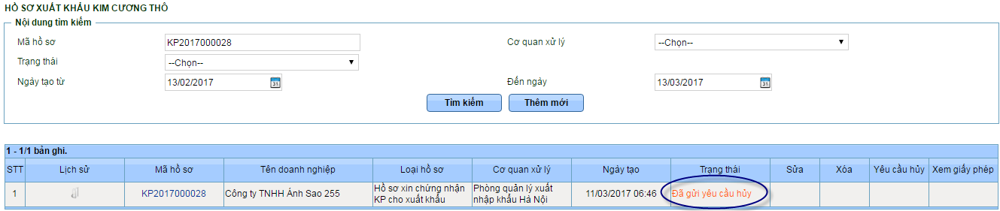 HỒ SƠ XUẤT KHẨU KIM CƯƠNG THÔ
Nội dung tìm kiếm
Mã hồ sơ KP2017000028 Cơ quan xử lý --Chọn--
Trạng thái --Chọn--
Ngày tạo từ 13/02/2017 31 Đến ngày 13/03/2017 31
Tìm kiếm Thêm mới
1 - 1/1 bản ghi.
STT Lịch sử Mã hồ sơ Tên doanh nghiệp Loại hồ sơ Cơ quan xử lý Ngày tạo Trạng thái Sửa Xóa Yêu cầu hủy Xem giấy phép
1 KP2017000028 Công ty TNHH Ánh Sao 255 Hồ sơ xin chứng nhận Phòng quản lý xuất 11/03/2017 06:46 Đã gửi yêu cầu hủy
KP cho xuất khẩu nhập khẩu Hà Nội